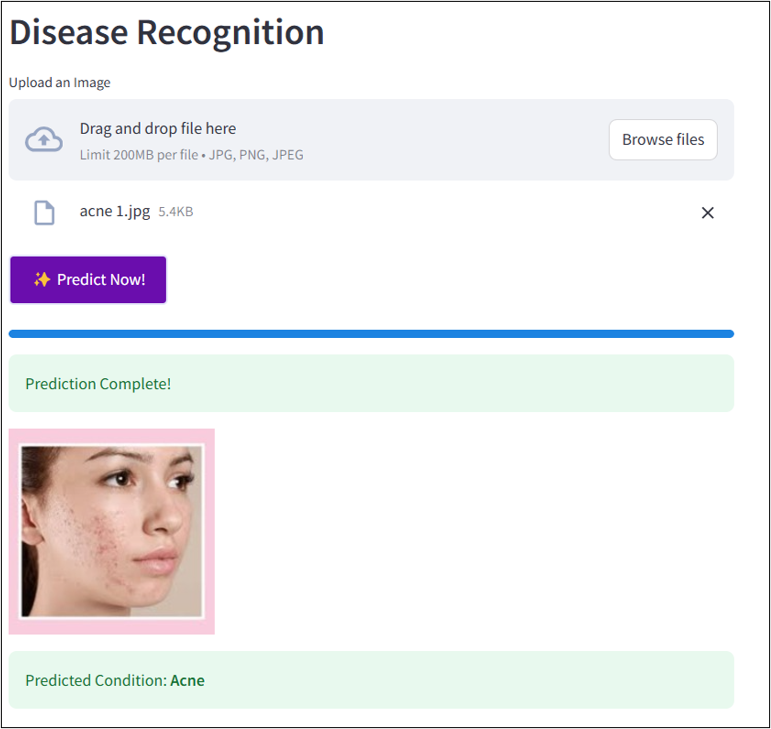 Disease Recognition
Upload an Image
Drag and drop file here
Limit 200MB per file • JPG, PNG, JPEG
Browse files
acne 1.jpg 5.4KB
✨ Predict Now!
Prediction Complete!
Predicted Condition: Acne